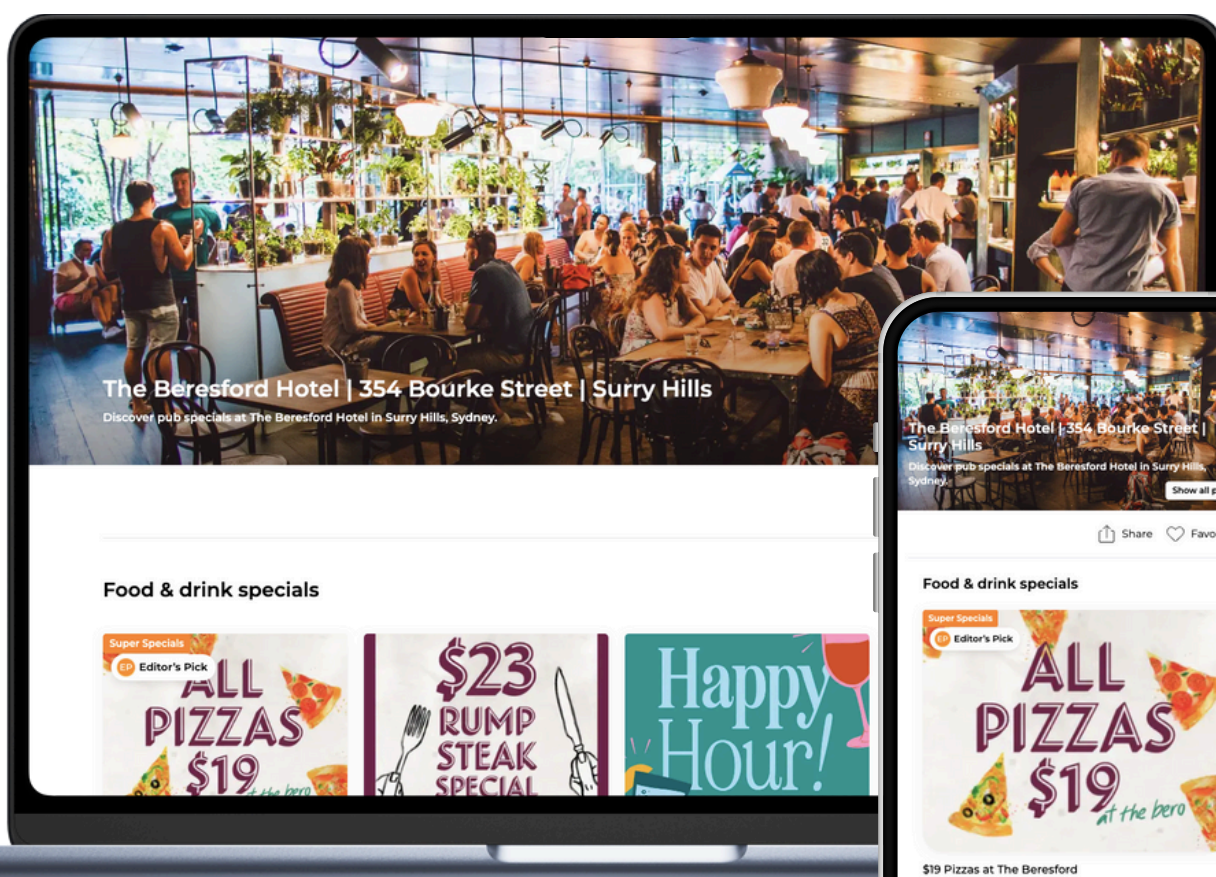 The Beresford Hotel | 354 Bourke Street | Surry Hills
Discover pub specials at The Beresford Hotel in Surry Hills, Sydney.
Food & drink specials
Super Specials
EP Editor's Pick
ALL
PIZZAS
$19
at the bero
$23
RUMP
STEAK
SPECIAL
Happy
Hour!
The Beresford Hotel | 354 Bourke Street |
Surry Hills
Discover pub specials at The Beresford Hotel in Surry Hills,
Sydney.
Show all p
Share
Favo
Food & drink specials
Super Specials
EP Editor's Pick
ALL
PIZZAS
$19
at the bero
$19 Pizzas at The Beresford